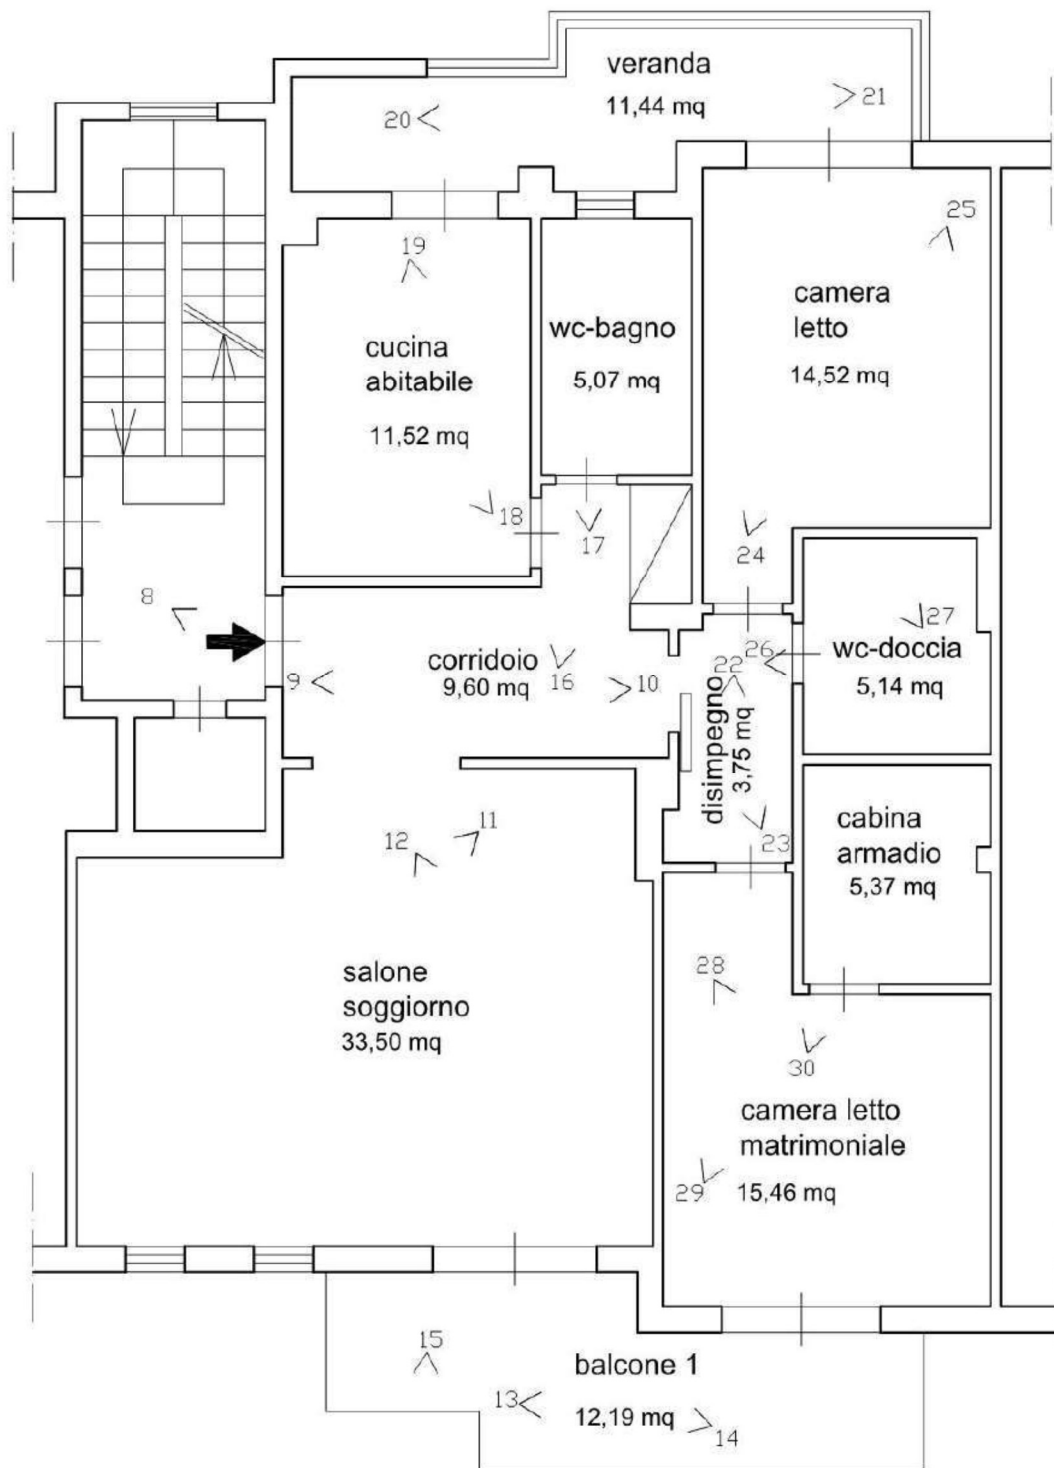 veranda
11,44 mq
20
21
25
19
camera
letto
14,52 mq
wc-bagno
5,07 mq
cucina
abitabile
11,52 mq
18
17
24
8
27
26
wc-doccia
5,14 mq
22
corridoio
9,60 mq
16
10
9
disimpegno
3,75 mq
11
12
23
cabina
armadio
5,37 mq
28
salone
soggiorno
33,50 mq
30
camera letto
matrimoniale
15,46 mq
29
15
balcone 1
12,19 mq
13
14